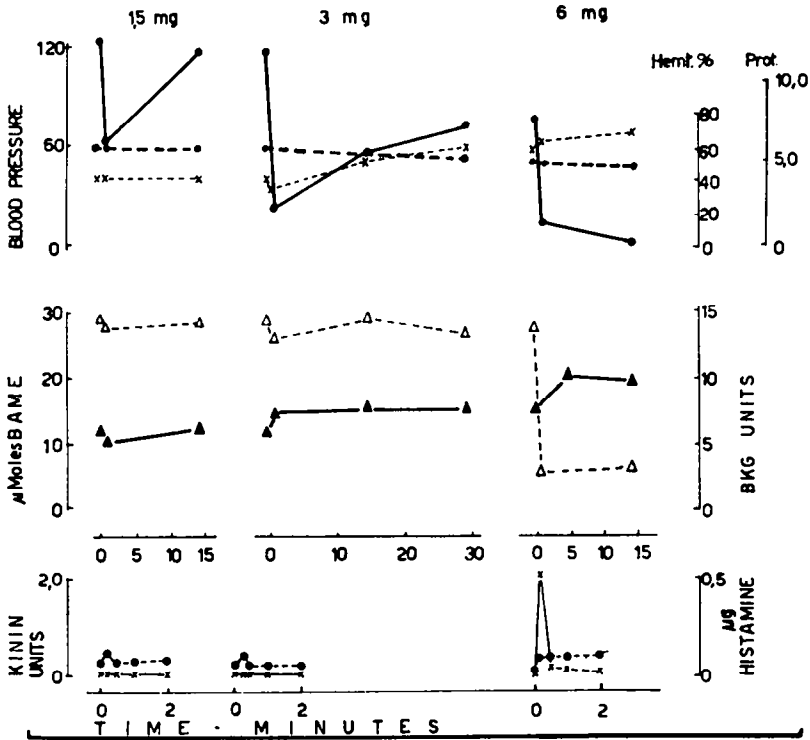 1,5 mg 3 mg 6 mg
120
60
0
BLOOD PRESSURE
Hemt. %
80
60
40
20
0
Prot.
10,0
5,0
0
30
20
10
0
µMoles BAME
15
10
5
0
BKG UNITS
0 5 10 15
0 10 20 30
0 5 10 15
2,0
0
KININ
UNITS
0,5
0
µg
HISTAMINE
0 2
0 2
0 2
TIME - MINUTES